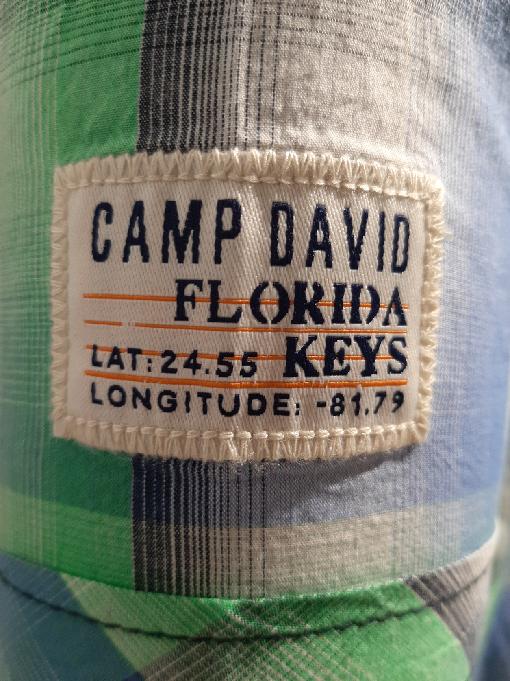 CAMP DAVID
FLORIDA
KEYS
LAT: 24.55
LONGITUDE: -81.79